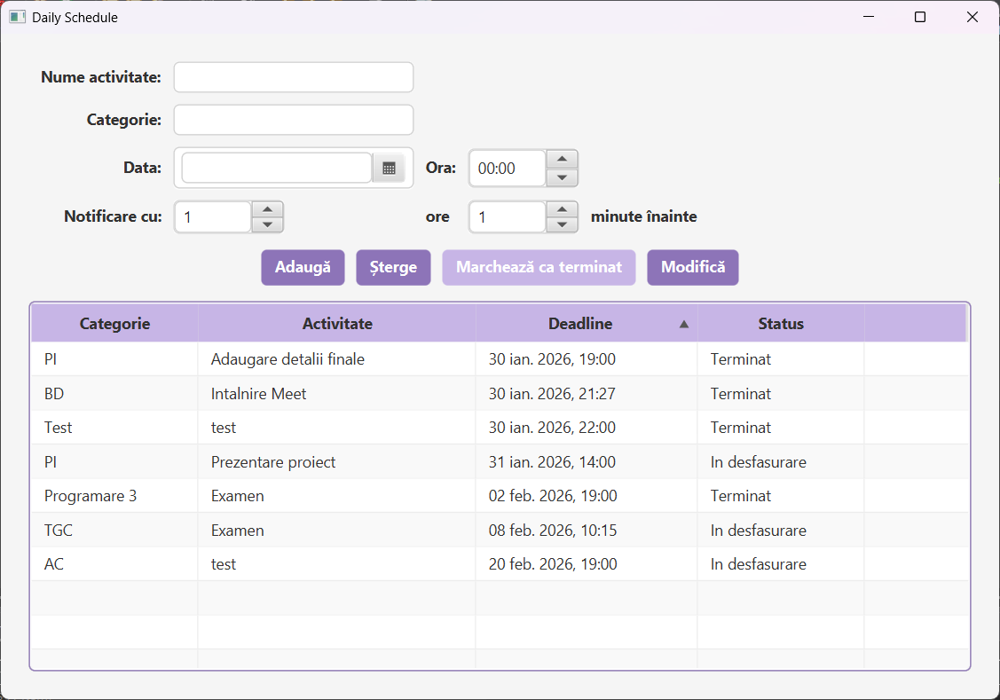 Daily Schedule
Nume activitate:
Categorie:
Data: Ora: 00:00
Notificare cu: 1 ore 1 minute înainte
Adaugă Șterge Marchează ca terminat Modifică
Categorie Activitate Deadline Status
PI Adaugare detalii finale 30 ian. 2026, 19:00 Terminat
BD Intalnire Meet 30 ian. 2026, 21:27 Terminat
Test test 30 ian. 2026, 22:00 Terminat
PI Prezentare proiect 31 ian. 2026, 14:00 In desfasurare
Programare 3 Examen 02 feb. 2026, 19:00 Terminat
TGC Examen 08 feb. 2026, 10:15 In desfasurare
AC test 20 feb. 2026, 19:00 In desfasurare